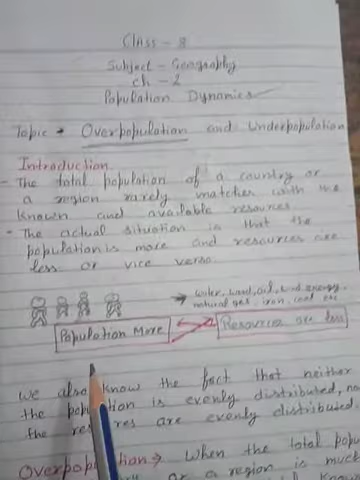 Class - 8
Subject - Geography
Ch - 2
Population Dynamics
Topic → Overpopulation and Underpopulation
Introduction
- The total population of a country or
a region rarely matches with the
known and available resources
- The actual situation is that the
population is more and resources are
less or vice versa.
→ water, land, oil, wind energy,
natural gas, iron, coal etc
Population More
Resources are less
We also know the fact that neither
the population is evenly distributed, no
the are evenly distributed.
Overpopulation → When the total popu
or a region is much